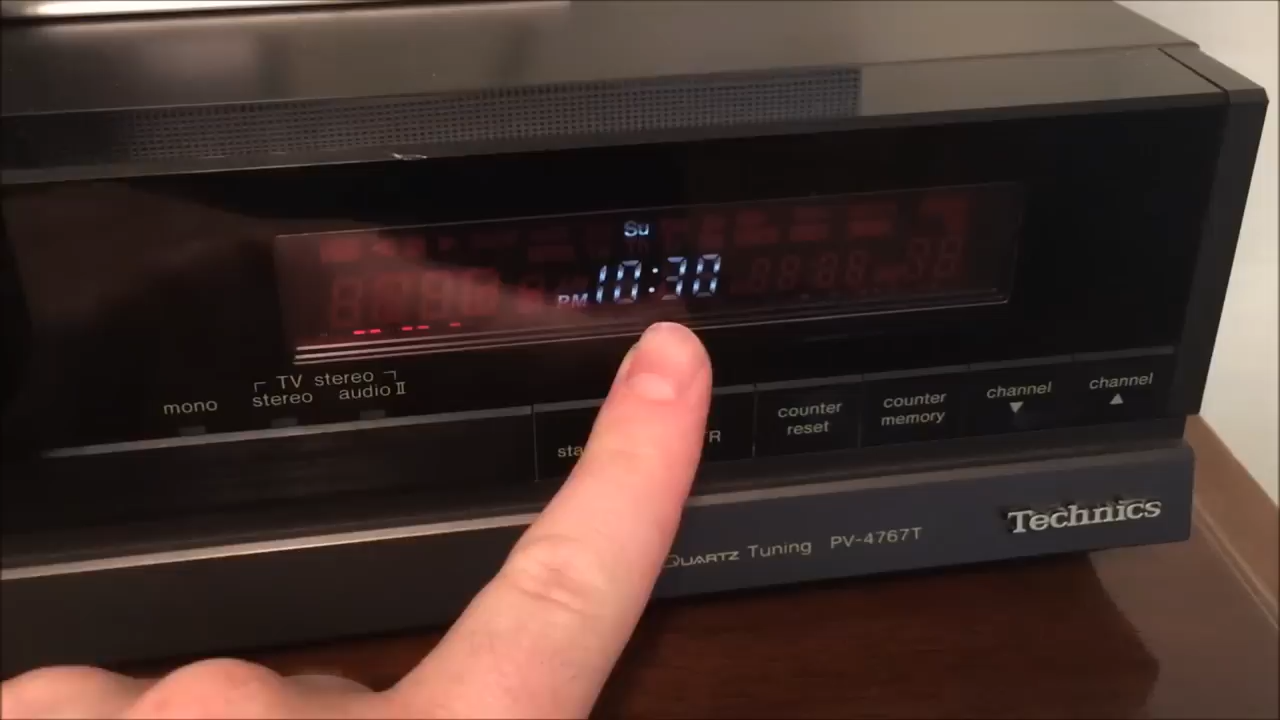 Su
PM 10:30
TV stereo
mono stereo audio II
counter reset
counter memory
channel ▼
channel ▲
Quartz Tuning PV-4767T
Technics